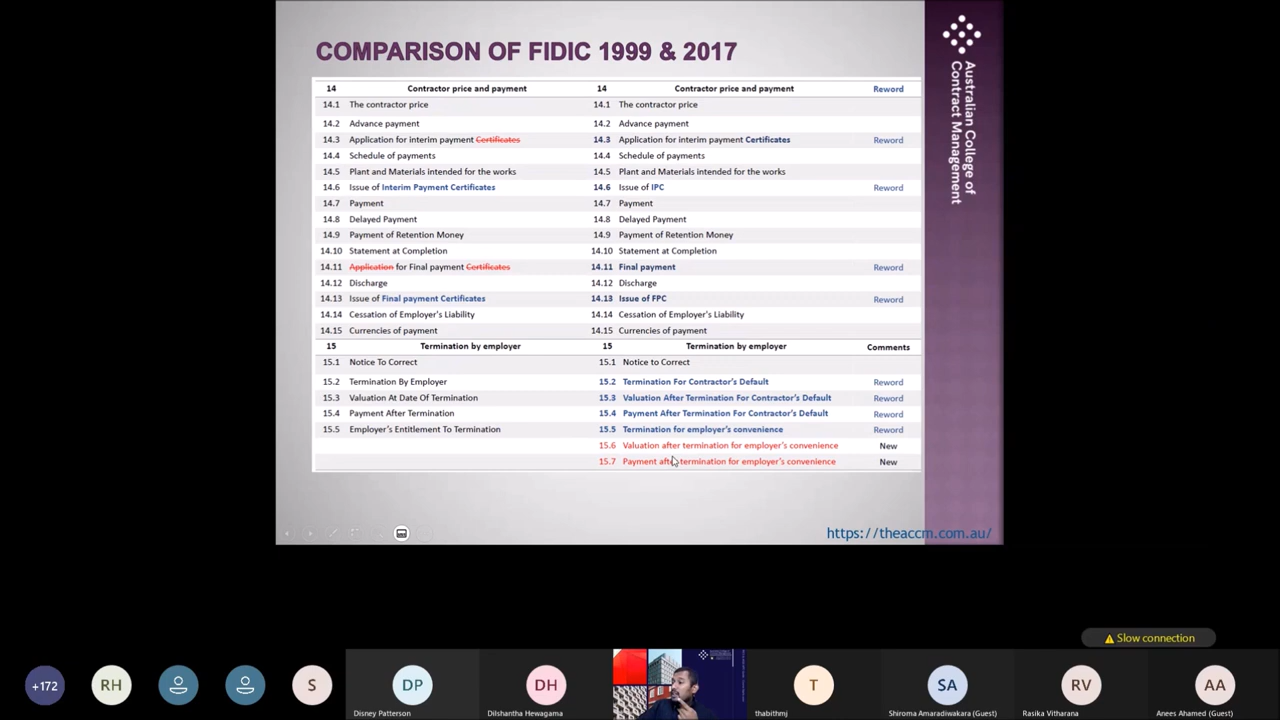 COMPARISON OF FIDIC 1999 & 2017
14 Contractor price and payment 14 Contractor price and payment Reword
14.1 The contractor price 14.1 The contractor price
14.2 Advance payment 14.2 Advance payment
14.3 Application for interim payment Certificates 14.3 Application for interim payment Certificates Reword
14.4 Schedule of payments 14.4 Schedule of payments
14.5 Plant and Materials intended for the works 14.5 Plant and Materials intended for the works
14.6 Issue of Interim Payment Certificates 14.6 Issue of IPC Reword
14.7 Payment 14.7 Payment
14.8 Delayed Payment 14.8 Delayed Payment
14.9 Payment of Retention Money 14.9 Payment of Retention Money
14.10 Statement at Completion 14.10 Statement at Completion
14.11 Application for Final payment Certificates 14.11 Final payment Reword
14.12 Discharge 14.12 Discharge
14.13 Issue of Final payment Certificates 14.13 Issue of FPC Reword
14.14 Cessation of Employer's Liability 14.14 Cessation of Employer's Liability
14.15 Currencies of payment 14.15 Currencies of payment
15 Termination by employer 15 Termination by employer Comments
15.1 Notice To Correct 15.1 Notice to Correct
15.2 Termination By Employer 15.2 Termination For Contractor's Default Reword
15.3 Valuation At Date Of Termination 15.3 Valuation After Termination For Contractor's Default Reword
15.4 Payment After Termination 15.4 Payment After Termination For Contractor's Default Reword
15.5 Employer's Entitlement To Termination 15.5 Termination for employer's convenience Reword
15.6 Valuation after termination for employer's convenience New
15.7 Payment after termination for employer's convenience New
Australian College of
Contract Management
https://theaccm.com.au/
Slow connection
+172
RH
S
DP
DH
T
SA
RV
AA
Disney Patterson
Dilshantha Hewagama
thabithmj
Shiroma Amaradiwakara (Guest)
Rasika Vitharana
Anees Ahamed (Guest)